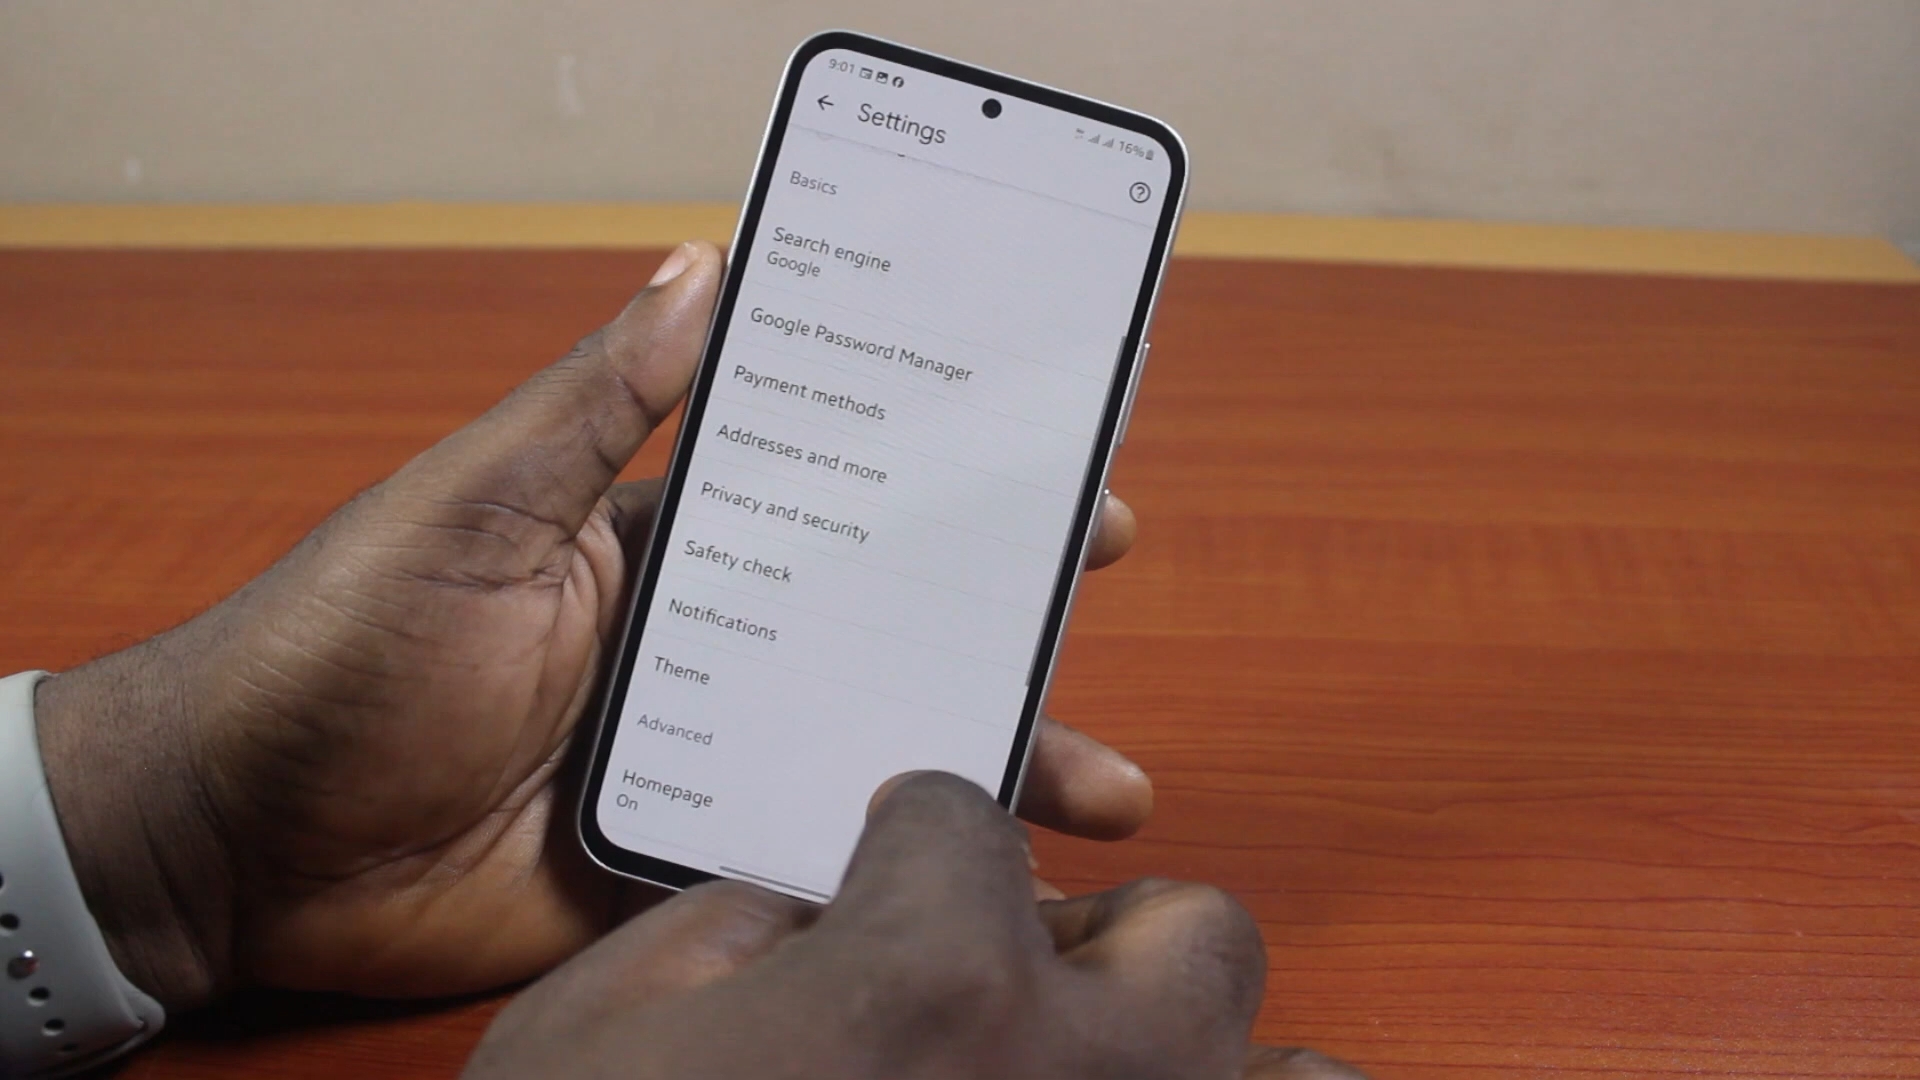 9:01
16%
Settings
Basics
Search engine
Google
Google Password Manager
Payment methods
Addresses and more
Privacy and security
Safety check
Notifications
Theme
Advanced
Homepage
On